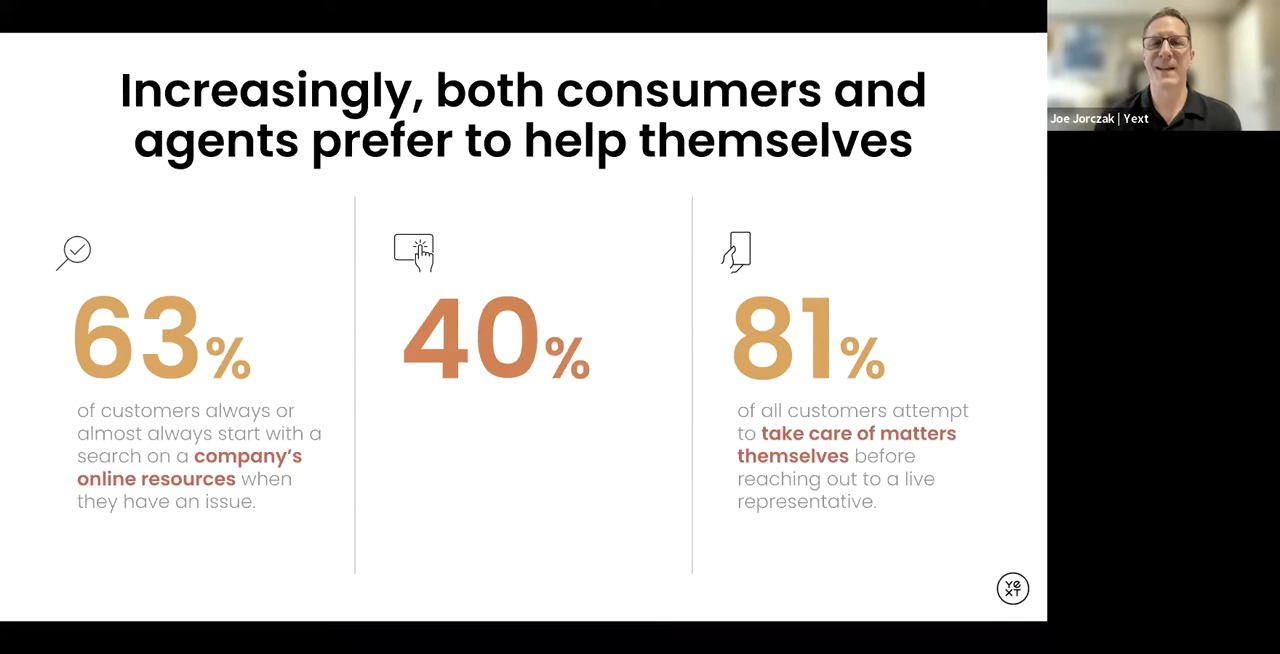 Increasingly, both consumers and
agents prefer to help themselves
63%
of customers always or
almost always start with a
search on a company's
online resources when
they have an issue.
40%
81%
of all customers attempt
to take care of matters
themselves before
reaching out to a live
representative.
yext
Joe Jorczak | Yext